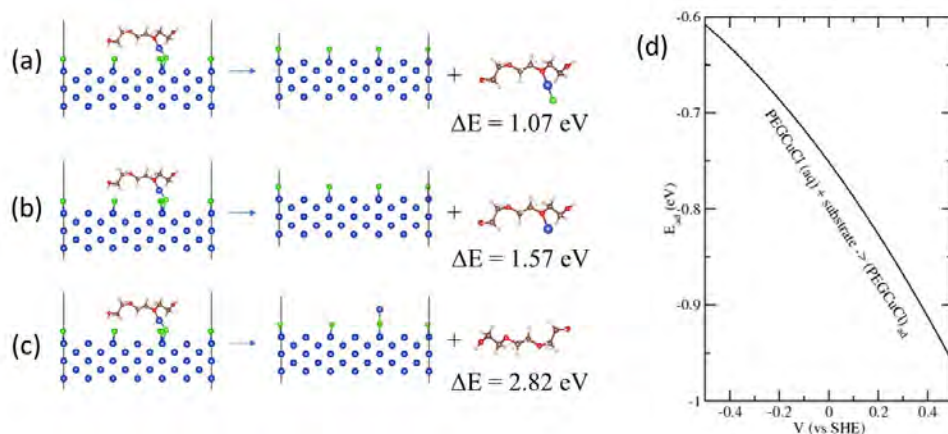 (a)
+
ΔE = 1.07 eV
(b)
+
ΔE = 1.57 eV
(c)
+
ΔE = 2.82 eV
(d)
-0.6
-0.7
-0.8
-0.9
-1
E_ad (eV)
PEGCuCl (aq) + substrate -> (PEGCuCl)_ad
-0.4 -0.2 0 0.2 0.4
V (vs SHE)